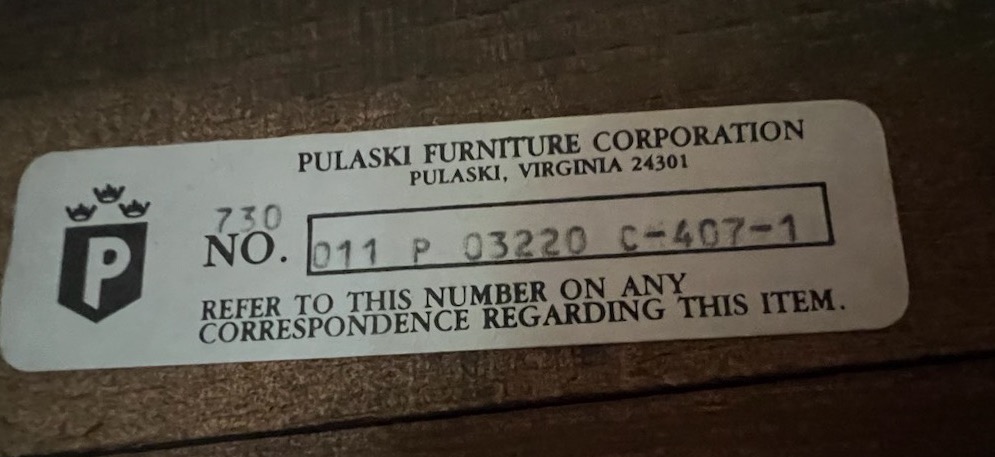 PULASKI FURNITURE CORPORATION
PULASKI, VIRGINIA 24301
P
730
NO. 011 P 03220 C-407-1
REFER TO THIS NUMBER ON ANY
CORRESPONDENCE REGARDING THIS ITEM.